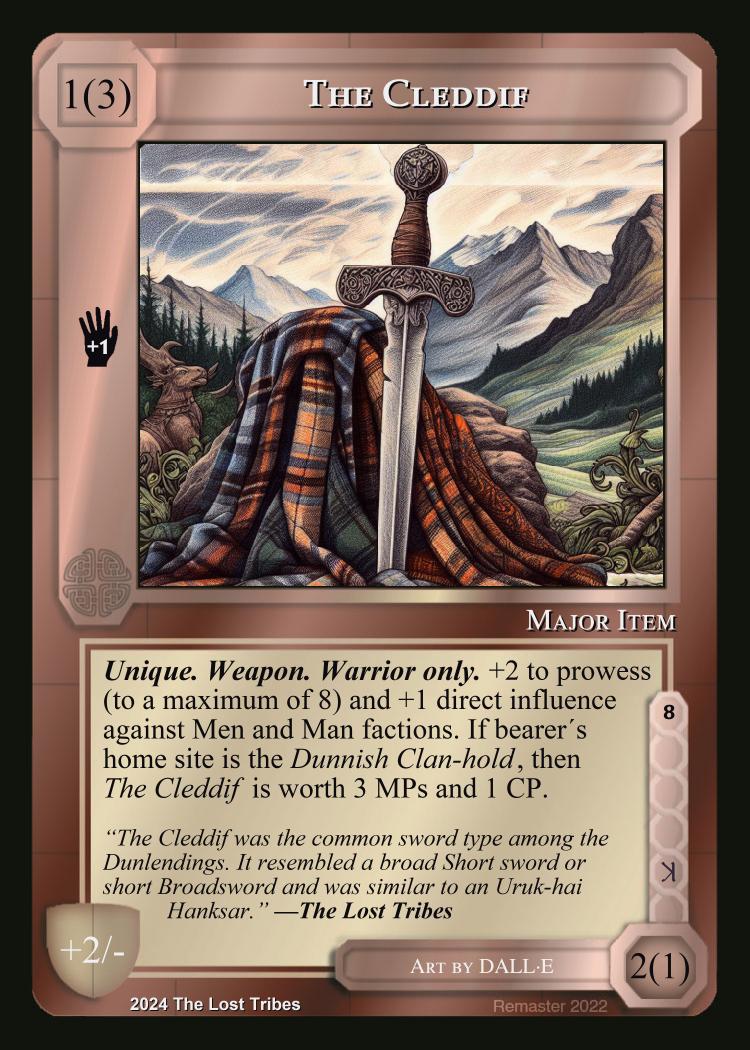 1(3)
The Cleddif
+1
Major Item
Unique. Weapon. Warrior only. +2 to prowess
(to a maximum of 8) and +1 direct influence
against Men and Man factions. If bearer´s
home site is the Dunnish Clan-hold, then
The Cleddif is worth 3 MPs and 1 CP.
8
“The Cleddif was the common sword type among the
Dunlendings. It resembled a broad Short sword or
short Broadsword and was similar to an Uruk-hai
Hanksar.” —The Lost Tribes
+2/-
Art by DALL·E
2(1)
2024 The Lost Tribes
Remaster 2022